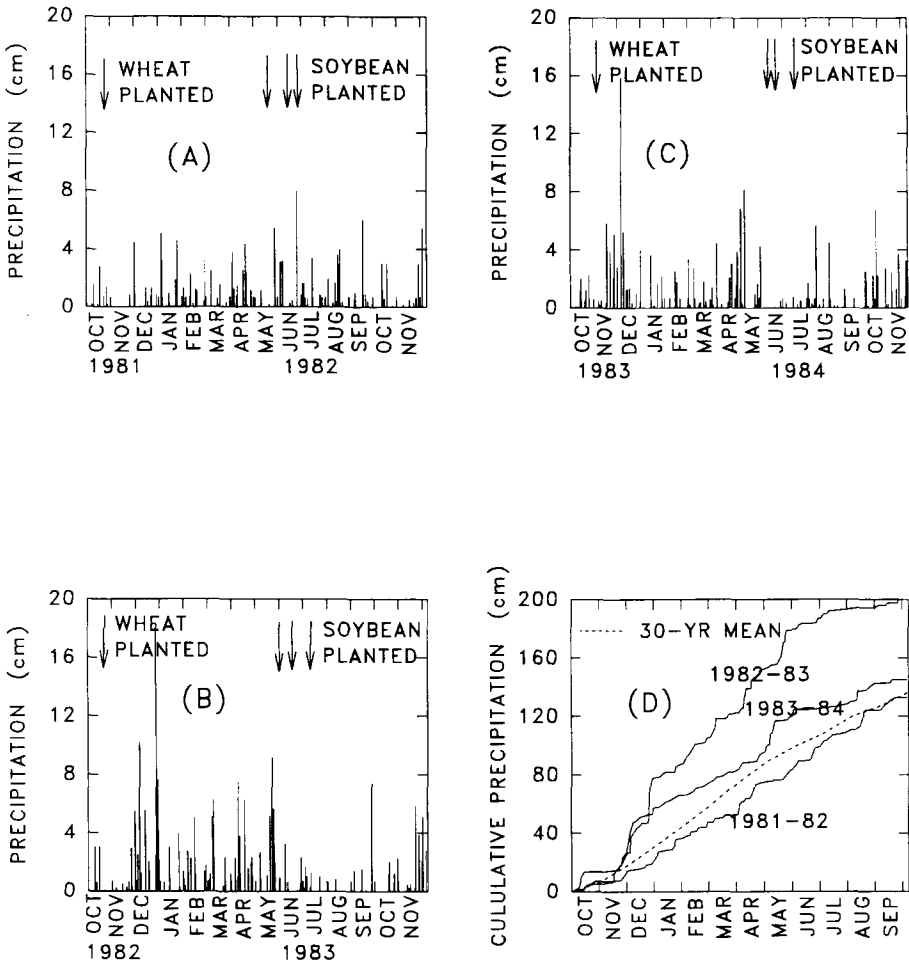 PRECIPITATION (cm)
20
16
12
8
4
0
WHEAT PLANTED
SOYBEAN PLANTED
(A)
OCT NOV DEC JAN FEB MAR APR MAY JUN JUL AUG SEP OCT NOV
1981 1982
PRECIPITATION (cm)
20
16
12
8
4
0
WHEAT PLANTED
SOYBEAN PLANTED
(C)
OCT NOV DEC JAN FEB MAR APR MAY JUN JUL AUG SEP OCT NOV
1983 1984
PRECIPITATION (cm)
20
16
12
8
4
0
WHEAT PLANTED
SOYBEAN PLANTED
(B)
OCT NOV DEC JAN FEB MAR APR MAY JUN JUL AUG SEP OCT NOV
1982 1983
CULULATIVE PRECIPITATION (cm)
200
160
120
80
40
0
30-YR MEAN
1982-83
1983-84
(D)
1981-82
OCT NOV DEC JAN FEB MAR APR MAY JUN JUL AUG SEP